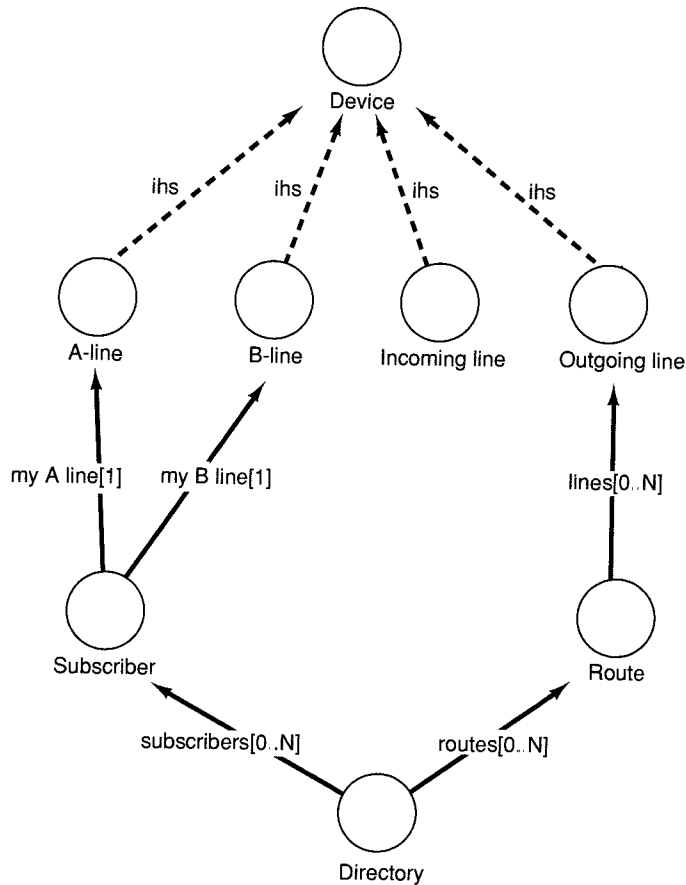 Device
ihs
ihs
ihs
ihs
A-line
B-line
Incoming line
Outgoing line
my A line[1]
my B line[1]
lines[0..N]
Subscriber
Route
subscribers[0..N]
routes[0..N]
Directory